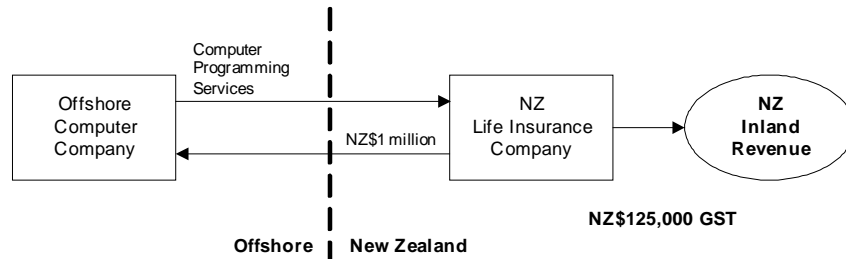 Computer
Programming
Services
Offshore
Computer
Company
NZ$1 million
NZ
Life Insurance
Company
NZ
Inland
Revenue
NZ$125,000 GST
Offshore
New Zealand